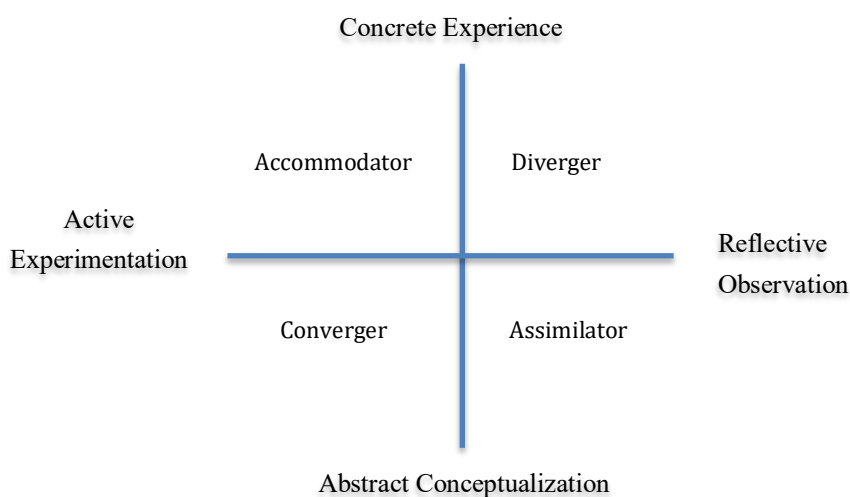 Concrete Experience
Accommodator
Diverger
Active
Experimentation
Reflective
Observation
Converger
Assimilator
Abstract Conceptualization